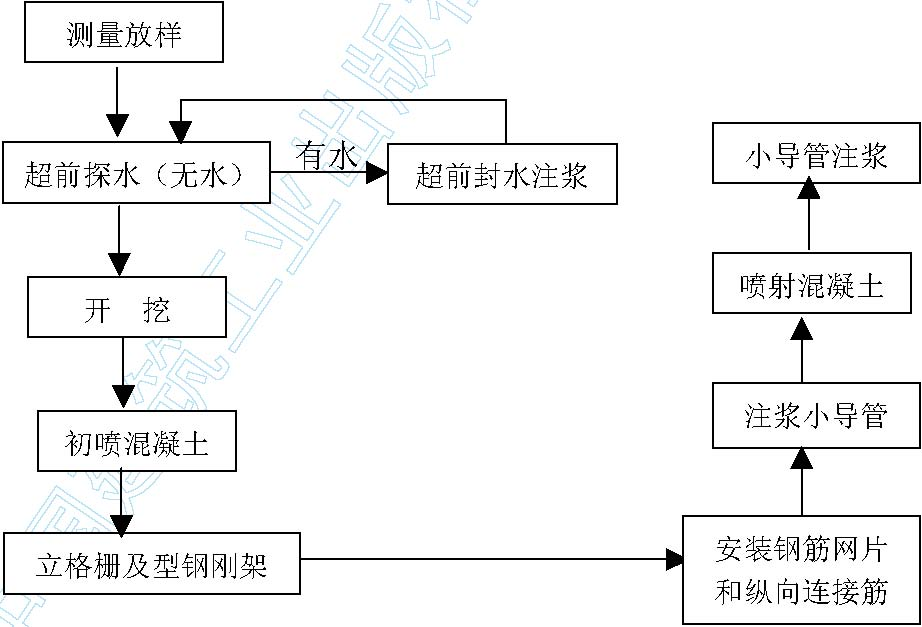 测量放样
超前探水（无水）
有水
超前封水注浆
开 挖
初喷混凝土
立格栅及型钢刚架
安装钢筋网片
和纵向连接筋
注浆小导管
喷射混凝土
小导管注浆